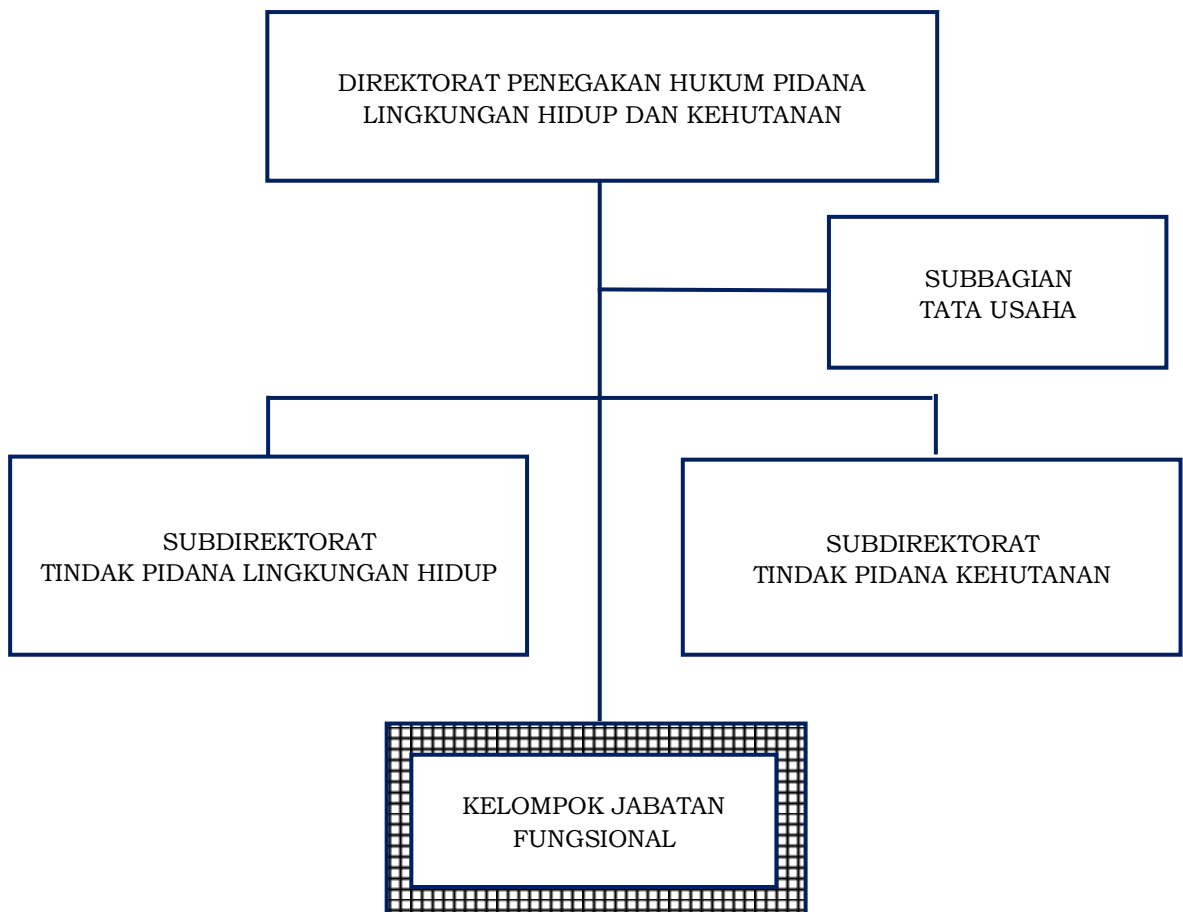 DIREKTORAT PENEGAKAN HUKUM PIDANA
LINGKUNGAN HIDUP DAN KEHUTANAN
SUBBAGIAN
TATA USAHA
SUBDIREKTORAT
TINDAK PIDANA LINGKUNGAN HIDUP
SUBDIREKTORAT
TINDAK PIDANA KEHUTANAN
KELOMPOK JABATAN
FUNGSIONAL